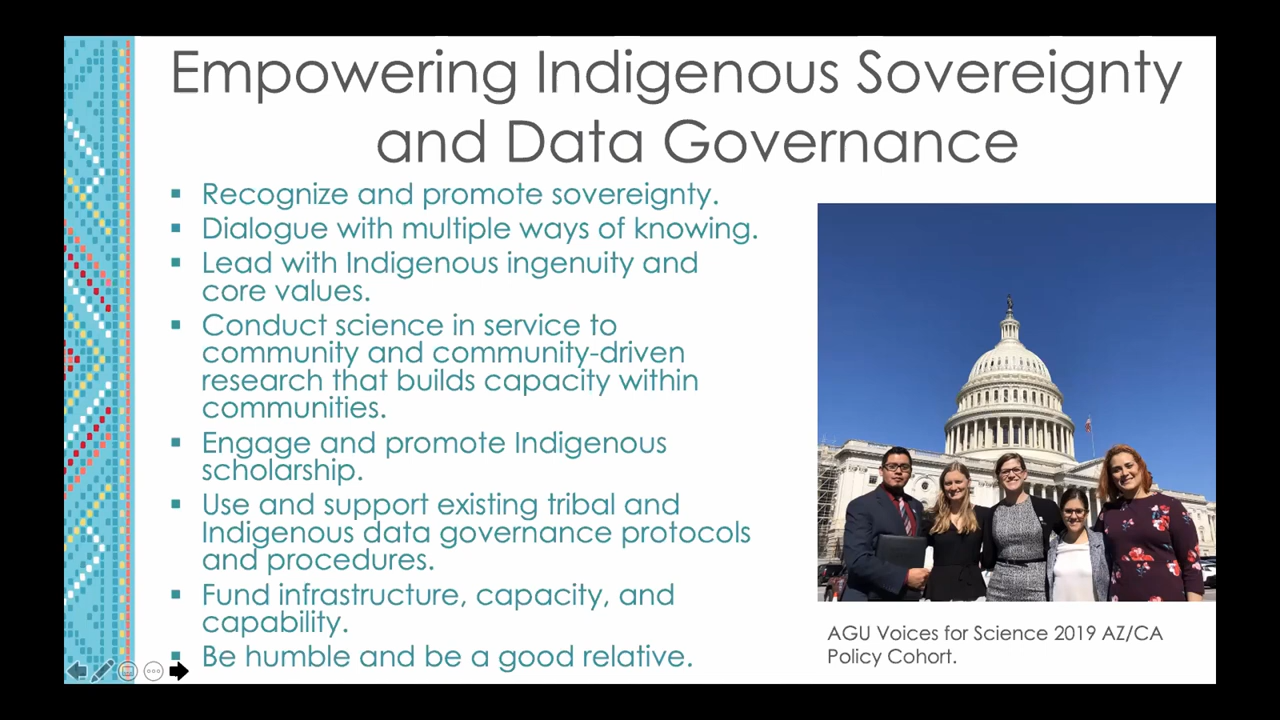 Empowering Indigenous Sovereignty
and Data Governance
▪ Recognize and promote sovereignty.
▪ Dialogue with multiple ways of knowing.
▪ Lead with Indigenous ingenuity and
core values.
▪ Conduct science in service to
community and community-driven
research that builds capacity within
communities.
▪ Engage and promote Indigenous
scholarship.
▪ Use and support existing tribal and
Indigenous data governance protocols
and procedures.
▪ Fund infrastructure, capacity, and
capability.
▪ Be humble and be a good relative.
AGU Voices for Science 2019 AZ/CA
Policy Cohort.